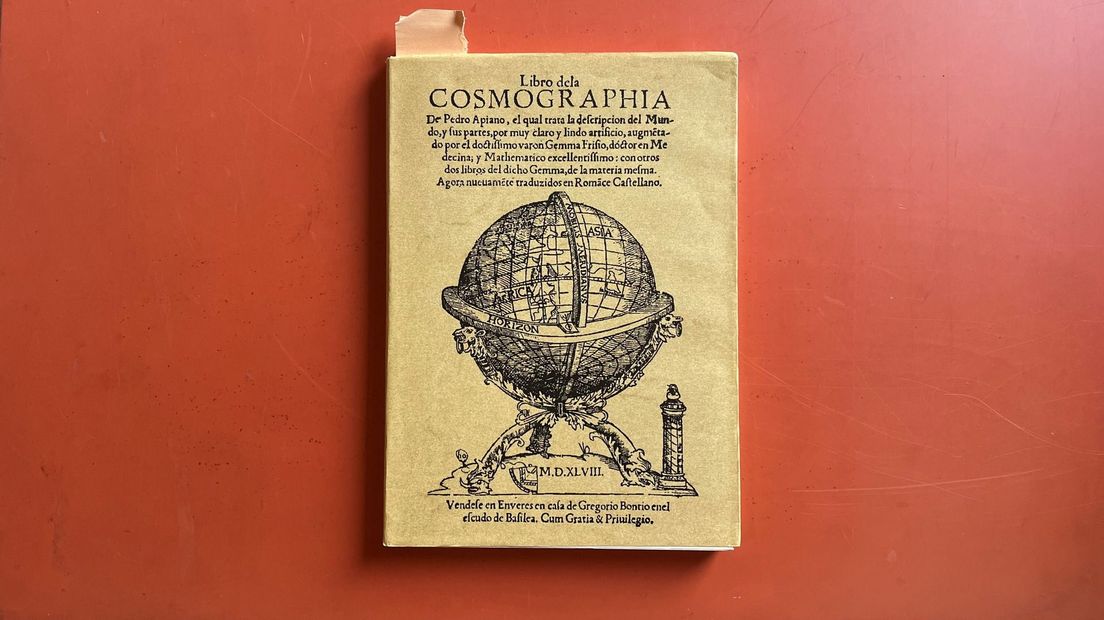 Libro dela
COSMOGRAPHIA
De Pedro Apiano, el qual trata la deſcripcion del Mun-
do, y ſus partes, por muy claro y lindo artificio, augmẽta-
do por el doctiſsimo varon Gemma Friſio, dóctor en Me
decina; y Mathematico excellentiſsimo: con otros
dos libros del dicho Gemma, de la materia meſma.
Agora nueuamẽtẽ traduzidos en Romãce Caſtellano.
ASIA
AFRICA
HORIZON
M.D.XLVIII.
Vendeſe en Enveres en caſa de Gregorio Bontio enel
eſcudo de Baſilea. Cum Gratia & Priuilegio.